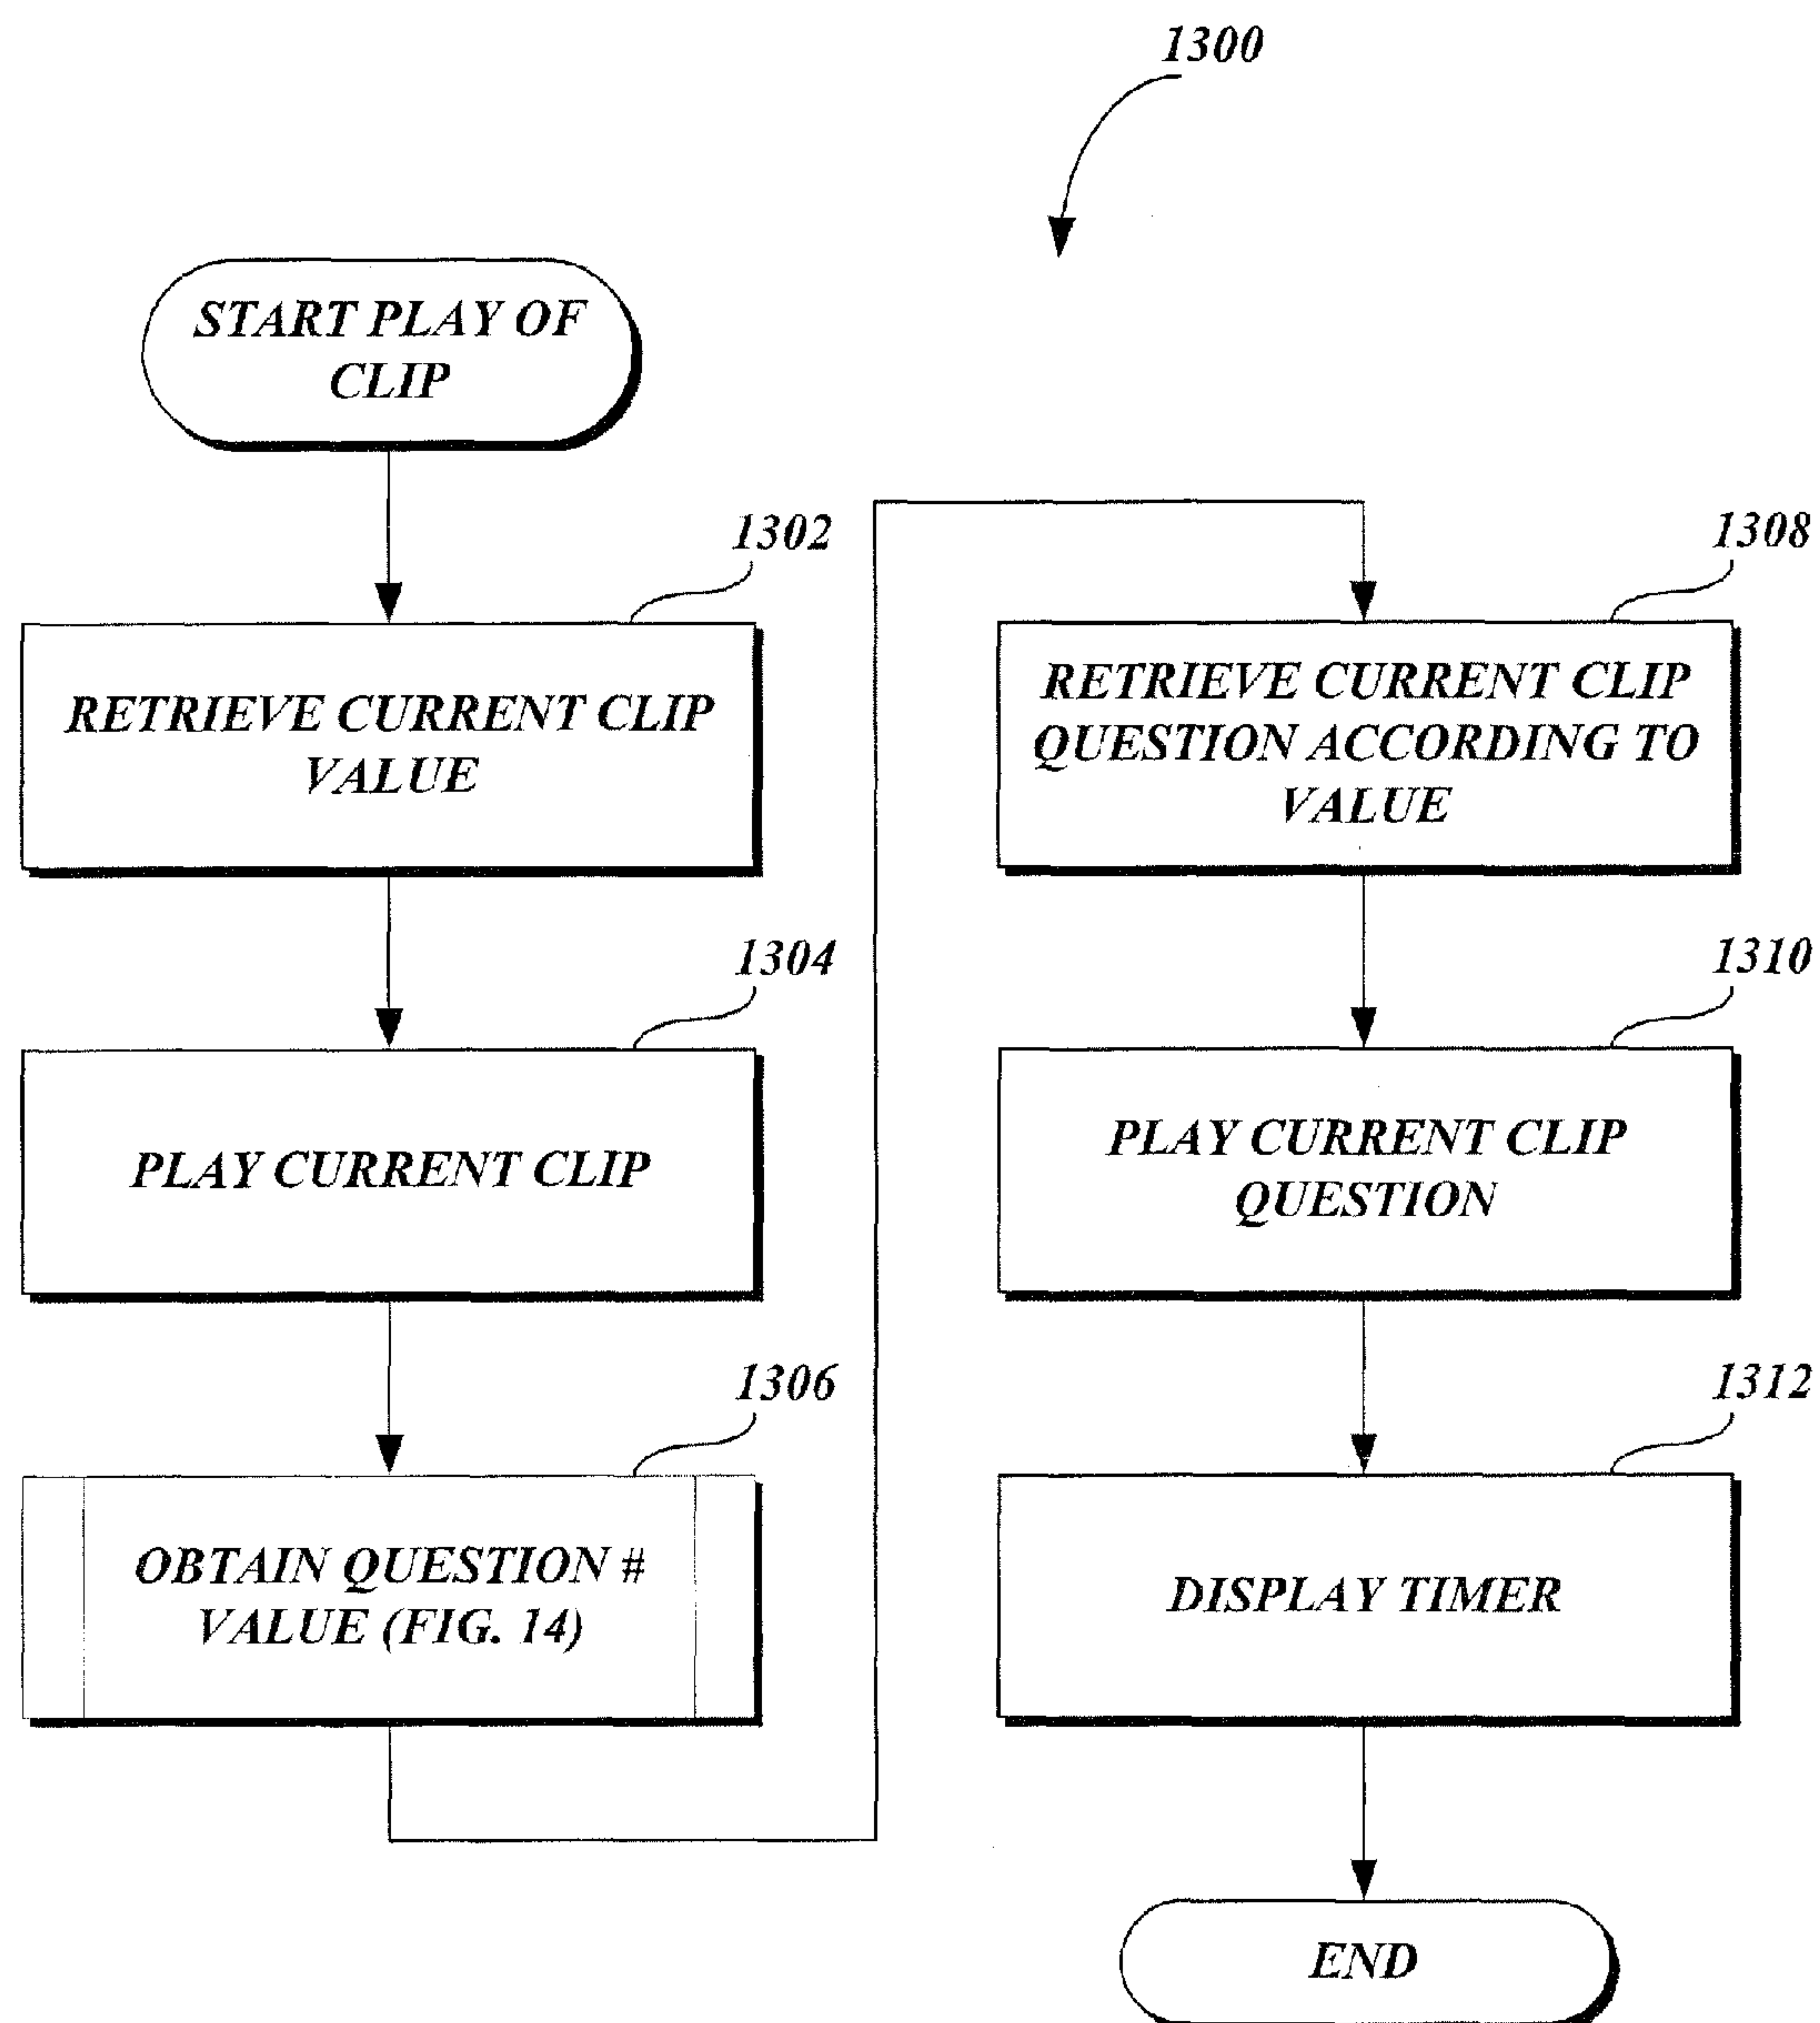 1300
START PLAY OF
CLIP
1302
RETRIEVE CURRENT CLIP
VALUE
1304
PLAY CURRENT CLIP
1306
OBTAIN QUESTION #
VALUE (FIG. 14)
1308
RETRIEVE CURRENT CLIP
QUESTION ACCORDING TO
VALUE
1310
PLAY CURRENT CLIP
QUESTION
1312
DISPLAY TIMER
END